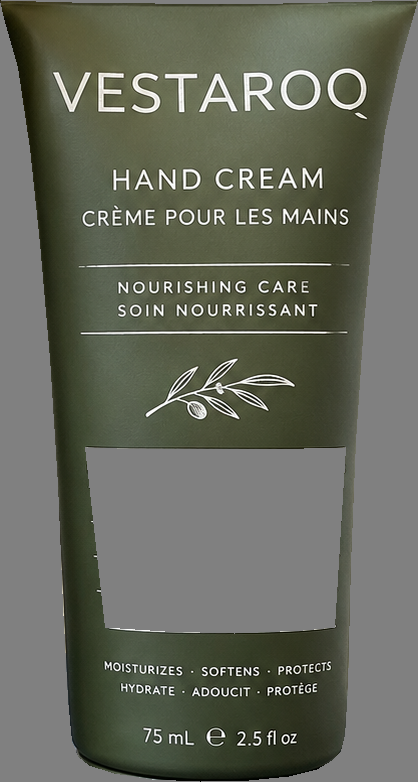 VESTAROQ
HAND CREAM
CRÈME POUR LES MAINS
NOURISHING CARE
SOIN NOURRISSANT
MOISTURIZES · SOFTENS · PROTECTS
HYDRATE · ADOUCIT · PROTÈGE
75 mL ℮ 2.5 fl oz